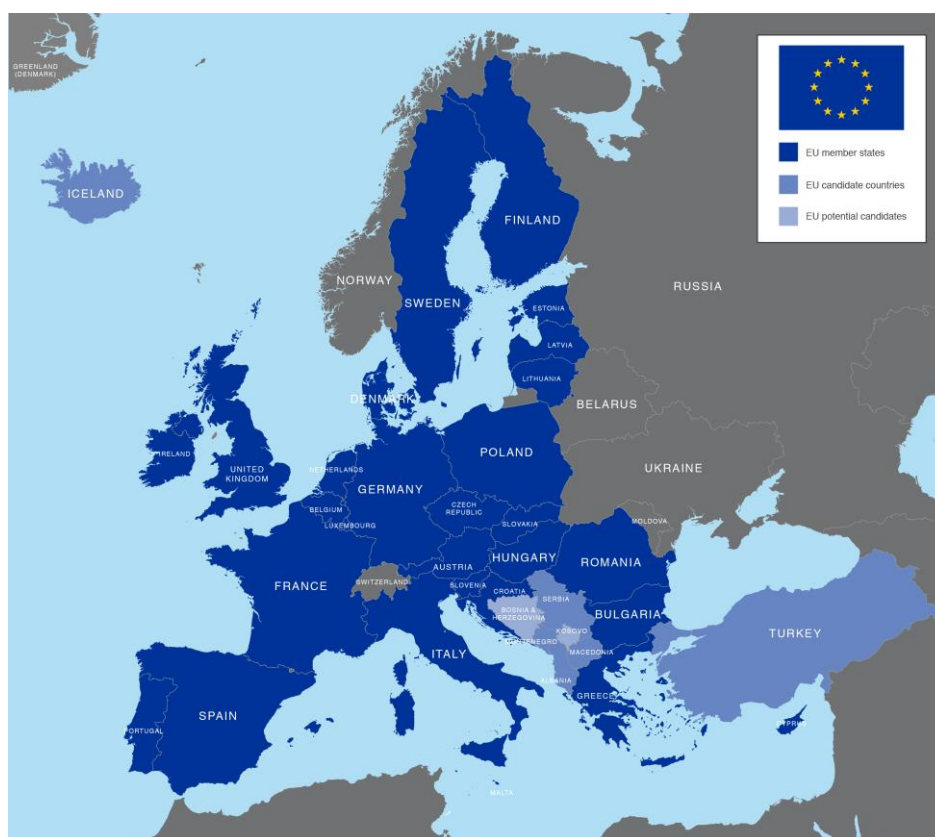 GREENLAND
(DENMARK)
EU member states
EU candidate countries
EU potential candidates
ICELAND
FINLAND
NORWAY
RUSSIA
SWEDEN
ESTONIA
LATVIA
LITHUANIA
DENMARK
BELARUS
IRELAND
UNITED
KINGDOM
NETHERLANDS
POLAND
UKRAINE
GERMANY
BELGIUM
CZECH
REPUBLIC
LUXEMBOURG
SLOVAKIA
MOLDOVA
HUNGARY
ROMANIA
AUSTRIA
SWITZERLAND
FRANCE
SLOVENIA
CROATIA
SERBIA
BOSNIA &
HERZEGOVINA
BULGARIA
KOSOVO
MONTENEGRO
TURKEY
ITALY
MACEDONIA
ALBANIA
GREECE
SPAIN
PORTUGAL
CYPRUS
MALTA